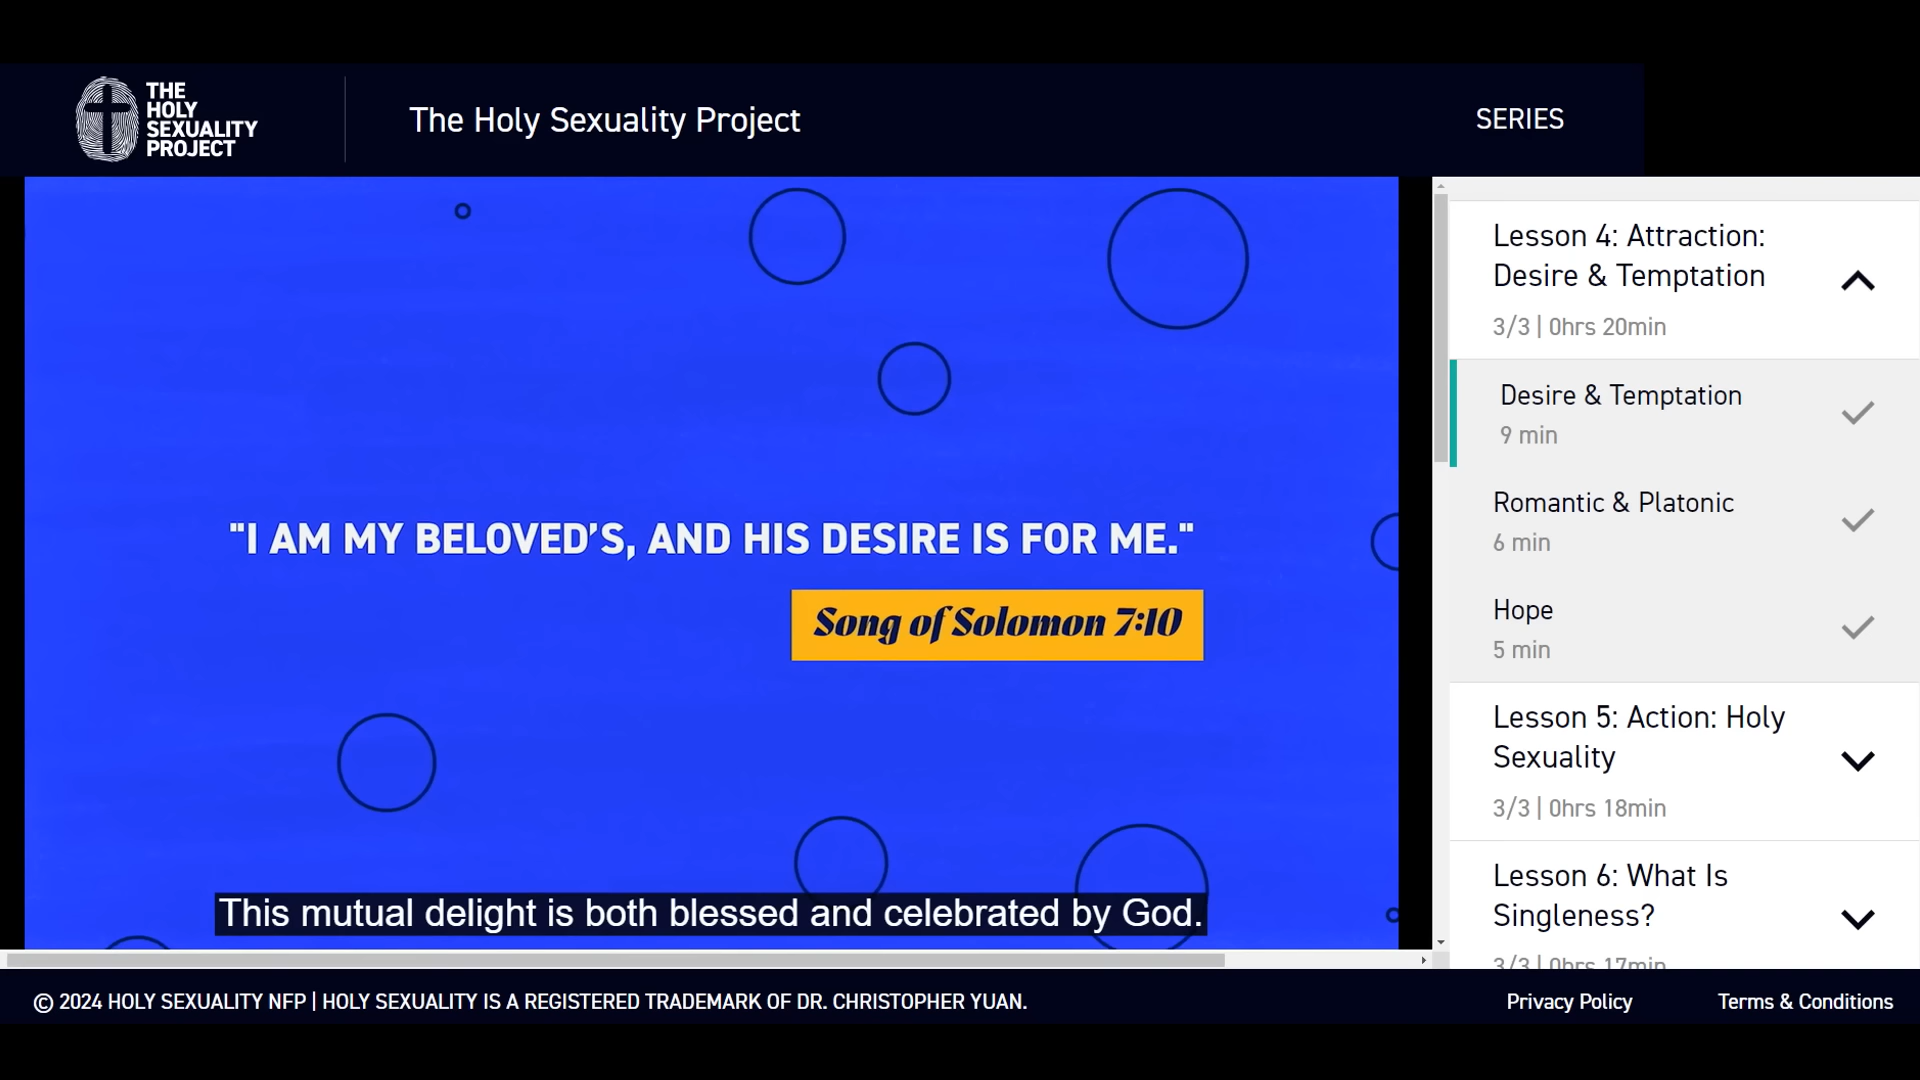 THE
HOLY
SEXUALITY
PROJECT
The Holy Sexuality Project
SERIES
"I AM MY BELOVED’S, AND HIS DESIRE IS FOR ME."
Song of Solomon 7:10
This mutual delight is both blessed and celebrated by God.
Lesson 4: Attraction:
Desire & Temptation
3/3 | 0hrs 20min
Desire & Temptation
9 min
Romantic & Platonic
6 min
Hope
5 min
Lesson 5: Action: Holy
Sexuality
3/3 | 0hrs 18min
Lesson 6: What Is
Singleness?
3/3 | 0hrs 17min
© 2024 HOLY SEXUALITY NFP | HOLY SEXUALITY IS A REGISTERED TRADEMARK OF DR. CHRISTOPHER YUAN.
Privacy Policy
Terms & Conditions